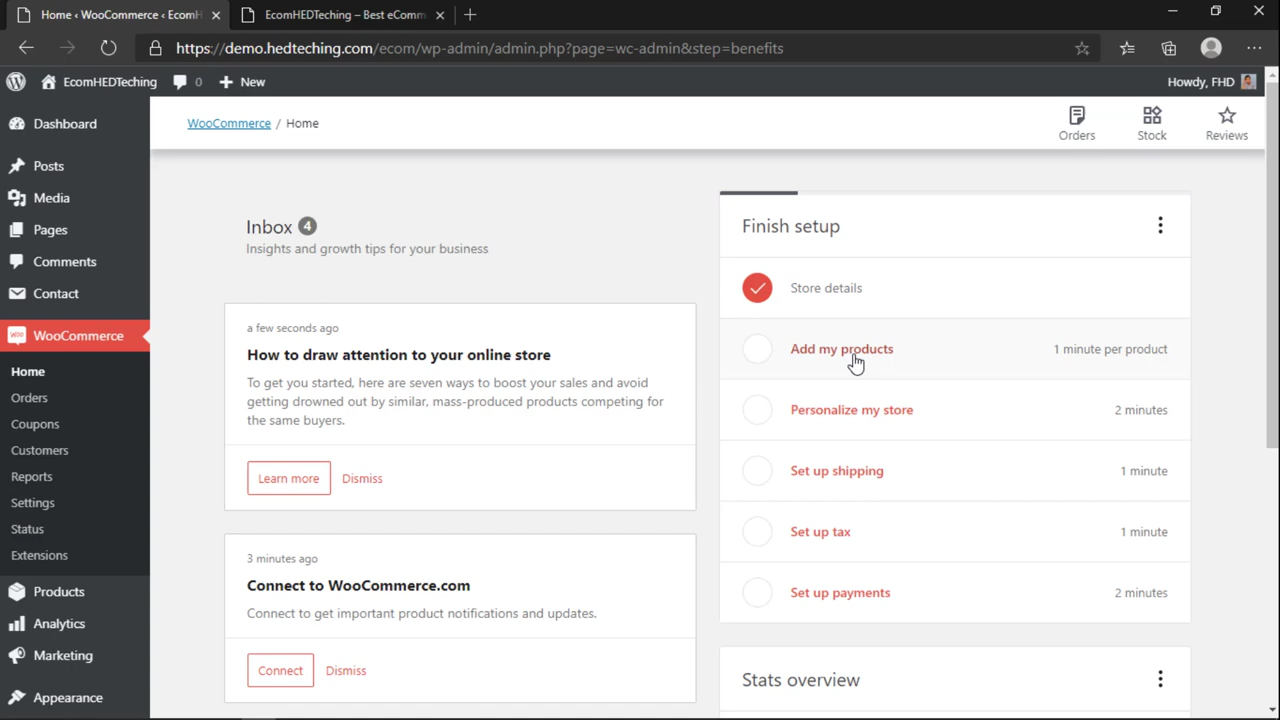 Home ‹ WooCommerce ‹ EcomH
EcomHEDTeching – Best eComm
https://demo.hedteching.com/ecom/wp-admin/admin.php?page=wc-admin&step=benefits
EcomHEDTeching
0
New
Howdy, FHD
Dashboard
Posts
Media
Pages
Comments
Contact
Woo
WooCommerce
Home
Orders
Coupons
Customers
Reports
Settings
Status
Extensions
Products
Analytics
Marketing
Appearance
WooCommerce / Home
Orders
Stock
Reviews
Inbox 4
Insights and growth tips for your business
a few seconds ago
How to draw attention to your online store
To get you started, here are seven ways to boost your sales and avoid
getting drowned out by similar, mass-produced products competing for
the same buyers.
Learn more
Dismiss
3 minutes ago
Connect to WooCommerce.com
Connect to get important product notifications and updates.
Connect
Dismiss
Finish setup
Store details
Add my products
1 minute per product
Personalize my store
2 minutes
Set up shipping
1 minute
Set up tax
1 minute
Set up payments
2 minutes
Stats overview